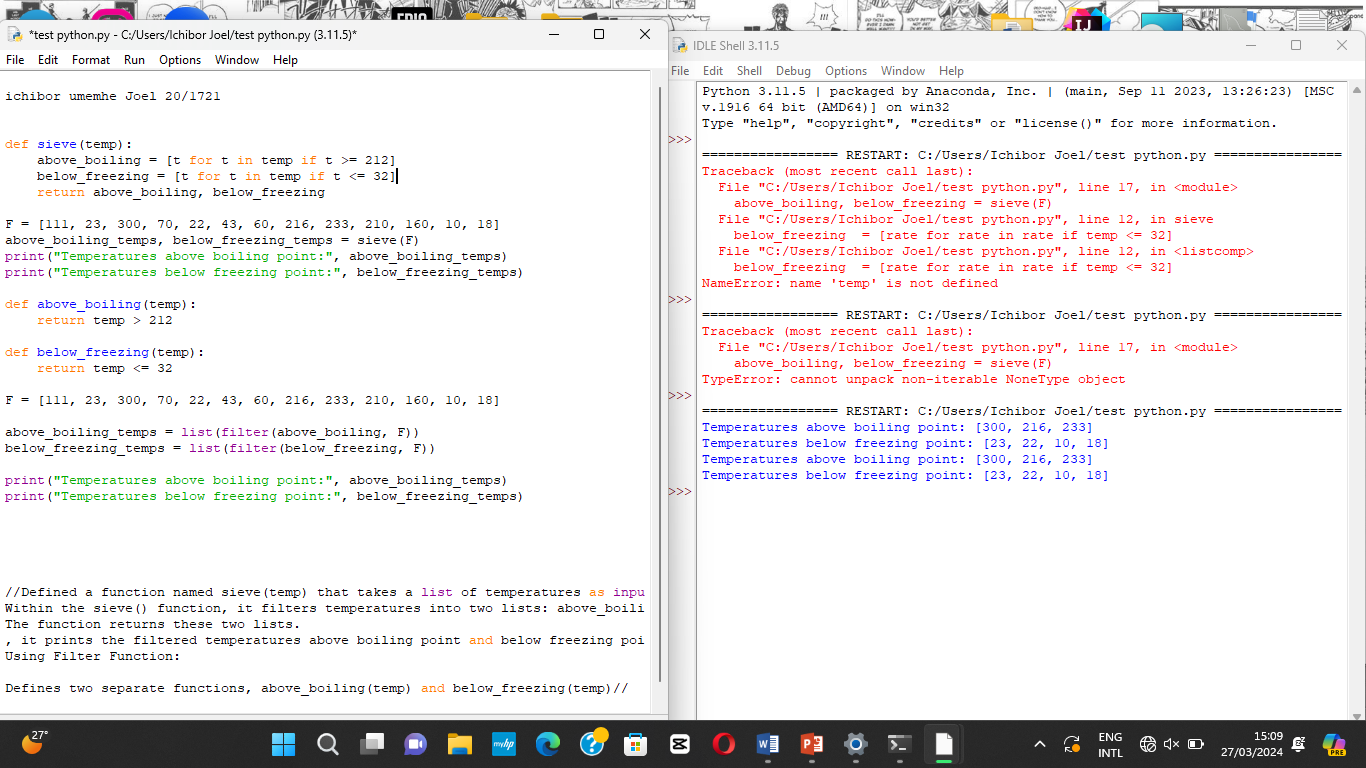 *test python.py - C:/Users/Ichibor Joel/test python.py (3.11.5)*
File Edit Format Run Options Window Help
ichibor umemhe Joel 20/1721
def sieve(temp):
    above_boiling = [t for t in temp if t >= 212]
    below_freezing = [t for t in temp if t <= 32]
    return above_boiling, below_freezing
F = [111, 23, 300, 70, 22, 43, 60, 216, 233, 210, 160, 10, 18]
above_boiling_temps, below_freezing_temps = sieve(F)
print("Temperatures above boiling point:", above_boiling_temps)
print("Temperatures below freezing point:", below_freezing_temps)
def above_boiling(temp):
    return temp > 212
def below_freezing(temp):
    return temp <= 32
F = [111, 23, 300, 70, 22, 43, 60, 216, 233, 210, 160, 10, 18]
above_boiling_temps = list(filter(above_boiling, F))
below_freezing_temps = list(filter(below_freezing, F))
print("Temperatures above boiling point:", above_boiling_temps)
print("Temperatures below freezing point:", below_freezing_temps)
//Defined a function named sieve(temp) that takes a list of temperatures as inpu
Within the sieve() function, it filters temperatures into two lists: above_boili
The function returns these two lists.
, it prints the filtered temperatures above boiling point and below freezing poi
Using Filter Function:
Defines two separate functions, above_boiling(temp) and below_freezing(temp)//
IDLE Shell 3.11.5
File Edit Shell Debug Options Window Help
Python 3.11.5 | packaged by Anaconda, Inc. | (main, Sep 11 2023, 13:26:23) [MSC
v.1916 64 bit (AMD64)] on win32
Type "help", "copyright", "credits" or "license()" for more information.
>>>
================= RESTART: C:/Users/Ichibor Joel/test python.py ================
Traceback (most recent call last):
  File "C:/Users/Ichibor Joel/test python.py", line 17, in <module>
    above_boiling, below_freezing = sieve(F)
  File "C:/Users/Ichibor Joel/test python.py", line 12, in sieve
    below_freezing  = [rate for rate in rate if temp <= 32]
  File "C:/Users/Ichibor Joel/test python.py", line 12, in <listcomp>
    below_freezing  = [rate for rate in rate if temp <= 32]
NameError: name 'temp' is not defined
>>>
================= RESTART: C:/Users/Ichibor Joel/test python.py ================
Traceback (most recent call last):
  File "C:/Users/Ichibor Joel/test python.py", line 17, in <module>
    above_boiling, below_freezing = sieve(F)
TypeError: cannot unpack non-iterable NoneType object
>>>
================= RESTART: C:/Users/Ichibor Joel/test python.py ================
Temperatures above boiling point: [300, 216, 233]
Temperatures below freezing point: [23, 22, 10, 18]
Temperatures above boiling point: [300, 216, 233]
Temperatures below freezing point: [23, 22, 10, 18]
>>>
27°
myhp
ENG
INTL
15:09
27/03/2024
PRE